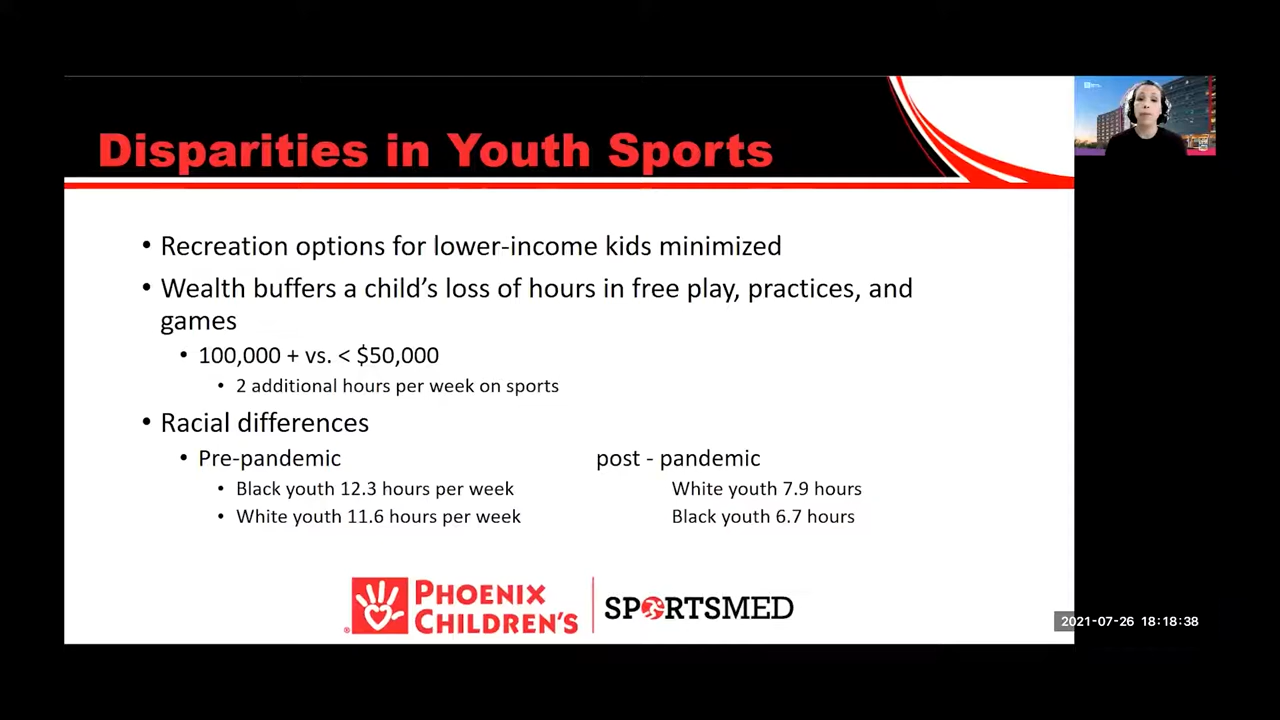 Disparities in Youth Sports
• Recreation options for lower-income kids minimized
• Wealth buffers a child’s loss of hours in free play, practices, and
games
• 100,000 + vs. < $50,000
• 2 additional hours per week on sports
• Racial differences
• Pre-pandemic post - pandemic
• Black youth 12.3 hours per week White youth 7.9 hours
• White youth 11.6 hours per week Black youth 6.7 hours
PHOENIX
CHILDREN'S
®
SPORTSMED
2021-07-26 18:18:38